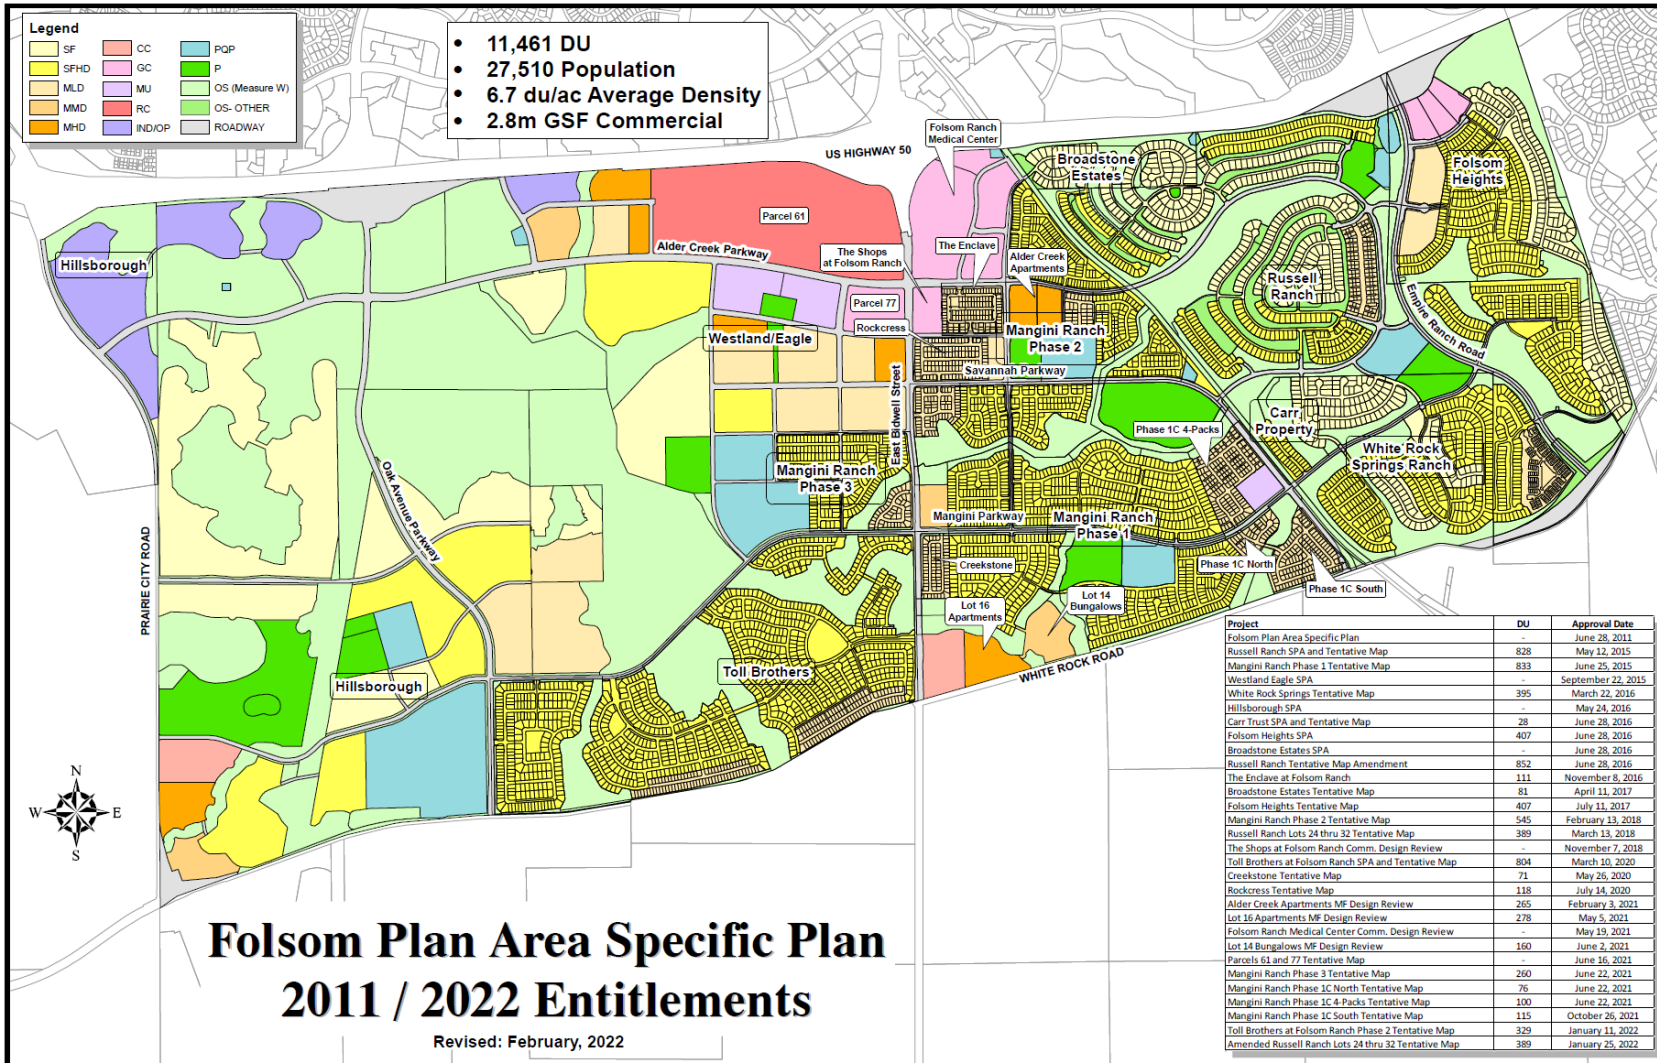 Legend
SF
SFHD
MLD
MMD
MHD
CC
GC
MU
RC
IND/OP
PQP
P
OS (Measure W)
OS- OTHER
ROADWAY
• 11,461 DU
• 27,510 Population
• 6.7 du/ac Average Density
• 2.8m GSF Commercial
US HIGHWAY 50
Folsom Ranch
Medical Center
Broadstone
Estates
Folsom
Heights
Parcel 61
Hillsborough
Alder Creek Parkway
The Shops
at Folsom Ranch
The Enclave
Alder Creek
Apartments
Russell
Ranch
Parcel 77
Empire Ranch Road
Rockcress
Westland/Eagle
Mangini Ranch
Phase 2
Savannah Parkway
East Bidwell Street
Carr
Property
Phase 1C 4-Packs
White Rock
Springs Ranch
Mangini Ranch
Phase 3
Oak Avenue Parkway
Mangini Parkway
Mangini Ranch
Phase 1
PRAIRIE CITY ROAD
Creekstone
Phase 1C North
Phase 1C South
Lot 16
Apartments
Lot 14
Bungalows
WHITE ROCK ROAD
Toll Brothers
Hillsborough
N
W
E
S
Project DU Approval Date
Folsom Plan Area Specific Plan - June 28, 2011
Russell Ranch SPA and Tentative Map 828 May 12, 2015
Mangini Ranch Phase 1 Tentative Map 833 June 25, 2015
Westland Eagle SPA - September 22, 2015
White Rock Springs Tentative Map 395 March 22, 2016
Hillsborough SPA - May 24, 2016
Carr Trust SPA and Tentative Map 28 June 28, 2016
Folsom Heights SPA 407 June 28, 2016
Broadstone Estates SPA - June 28, 2016
Russell Ranch Tentative Map Amendment 852 June 28, 2016
The Enclave at Folsom Ranch 111 November 8, 2016
Broadstone Estates Tentative Map 81 April 11, 2017
Folsom Heights Tentative Map 407 July 11, 2017
Mangini Ranch Phase 2 Tentative Map 545 February 13, 2018
Russell Ranch Lots 24 thru 32 Tentative Map 389 March 13, 2018
The Shops at Folsom Ranch Comm. Design Review - November 7, 2018
Toll Brothers at Folsom Ranch SPA and Tentative Map 804 March 10, 2020
Creekstone Tentative Map 71 May 26, 2020
Rockcress Tentative Map 118 July 14, 2020
Alder Creek Apartments MF Design Review 265 February 3, 2021
Lot 16 Apartments MF Design Review 278 May 5, 2021
Folsom Ranch Medical Center Comm. Design Review - May 19, 2021
Lot 14 Bungalows MF Design Review 160 June 2, 2021
Parcels 61 and 77 Tentative Map - June 16, 2021
Mangini Ranch Phase 3 Tentative Map 260 June 22, 2021
Mangini Ranch Phase 1C North Tentative Map 76 June 22, 2021
Mangini Ranch Phase 1C 4-Packs Tentative Map 100 June 22, 2021
Mangini Ranch Phase 1C South Tentative Map 115 October 26, 2021
Toll Brothers at Folsom Ranch Phase 2 Tentative Map 329 January 11, 2022
Amended Russell Ranch Lots 24 thru 32 Tentative Map 389 January 25, 2022
Folsom Plan Area Specific Plan
2011 / 2022 Entitlements
Revised: February, 2022